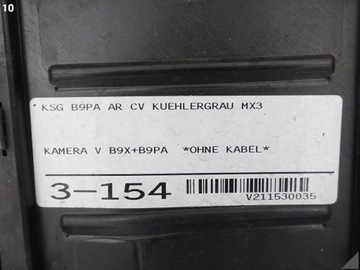 10
KSG B9PA AR CV KUEHLERGRAU MX3
KAMERA V B9X+B9PA *OHNE KABEL*
3-154
V211530035